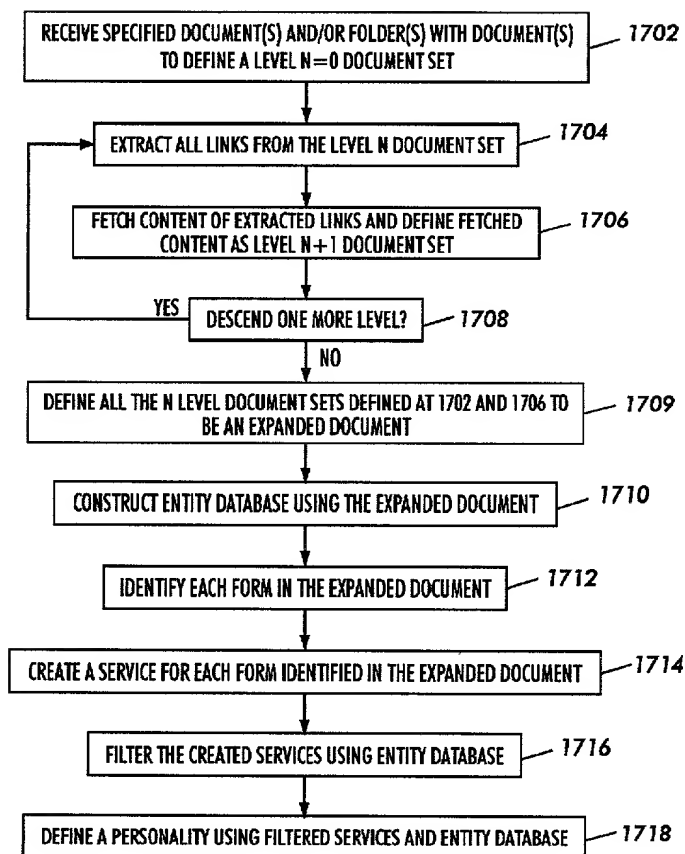 RECEIVE SPECIFIED DOCUMENT(S) AND/OR FOLDER(S) WITH DOCUMENT(S)
TO DEFINE A LEVEL N=0 DOCUMENT SET
1702
EXTRACT ALL LINKS FROM THE LEVEL N DOCUMENT SET
1704
FETCH CONTENT OF EXTRACTED LINKS AND DEFINE FETCHED
CONTENT AS LEVEL N+1 DOCUMENT SET
1706
YES
DESCEND ONE MORE LEVEL?
1708
NO
DEFINE ALL THE N LEVEL DOCUMENT SETS DEFINED AT 1702 AND 1706 TO
BE AN EXPANDED DOCUMENT
1709
CONSTRUCT ENTITY DATABASE USING THE EXPANDED DOCUMENT
1710
IDENTIFY EACH FORM IN THE EXPANDED DOCUMENT
1712
CREATE A SERVICE FOR EACH FORM IDENTIFIED IN THE EXPANDED DOCUMENT
1714
FILTER THE CREATED SERVICES USING ENTITY DATABASE
1716
DEFINE A PERSONALITY USING FILTERED SERVICES AND ENTITY DATABASE
1718